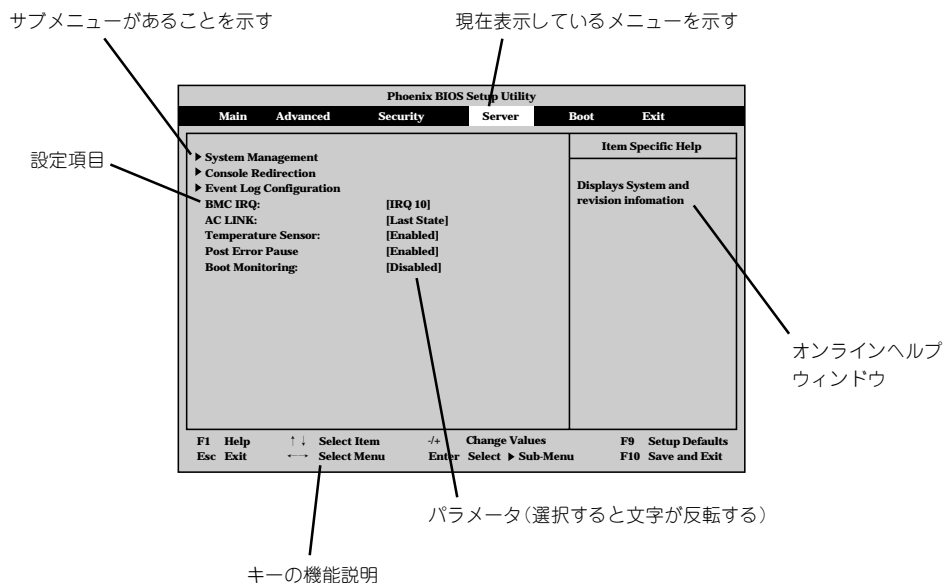 サブメニューがあることを示す
現在表示しているメニューを示す
Phoenix BIOS Setup Utility
Main Advanced Security Server Boot Exit
設定項目
Item Specific Help
▶ System Management
▶ Console Redirection
▶ Event Log Configuration
BMC IRQ: [IRQ 10]
AC LINK: [Last State]
Temperature Sensor: [Enabled]
Post Error Pause [Enabled]
Boot Monitoring: [Disabled]
Displays System and
revision infomation
オンラインヘルプ
ウィンドウ
F1 Help ↑↓ Select Item -/+ Change Values F9 Setup Defaults
Esc Exit ←→ Select Menu Enter Select ▶ Sub-Menu F10 Save and Exit
パラメータ(選択すると文字が反転する)
キーの機能説明